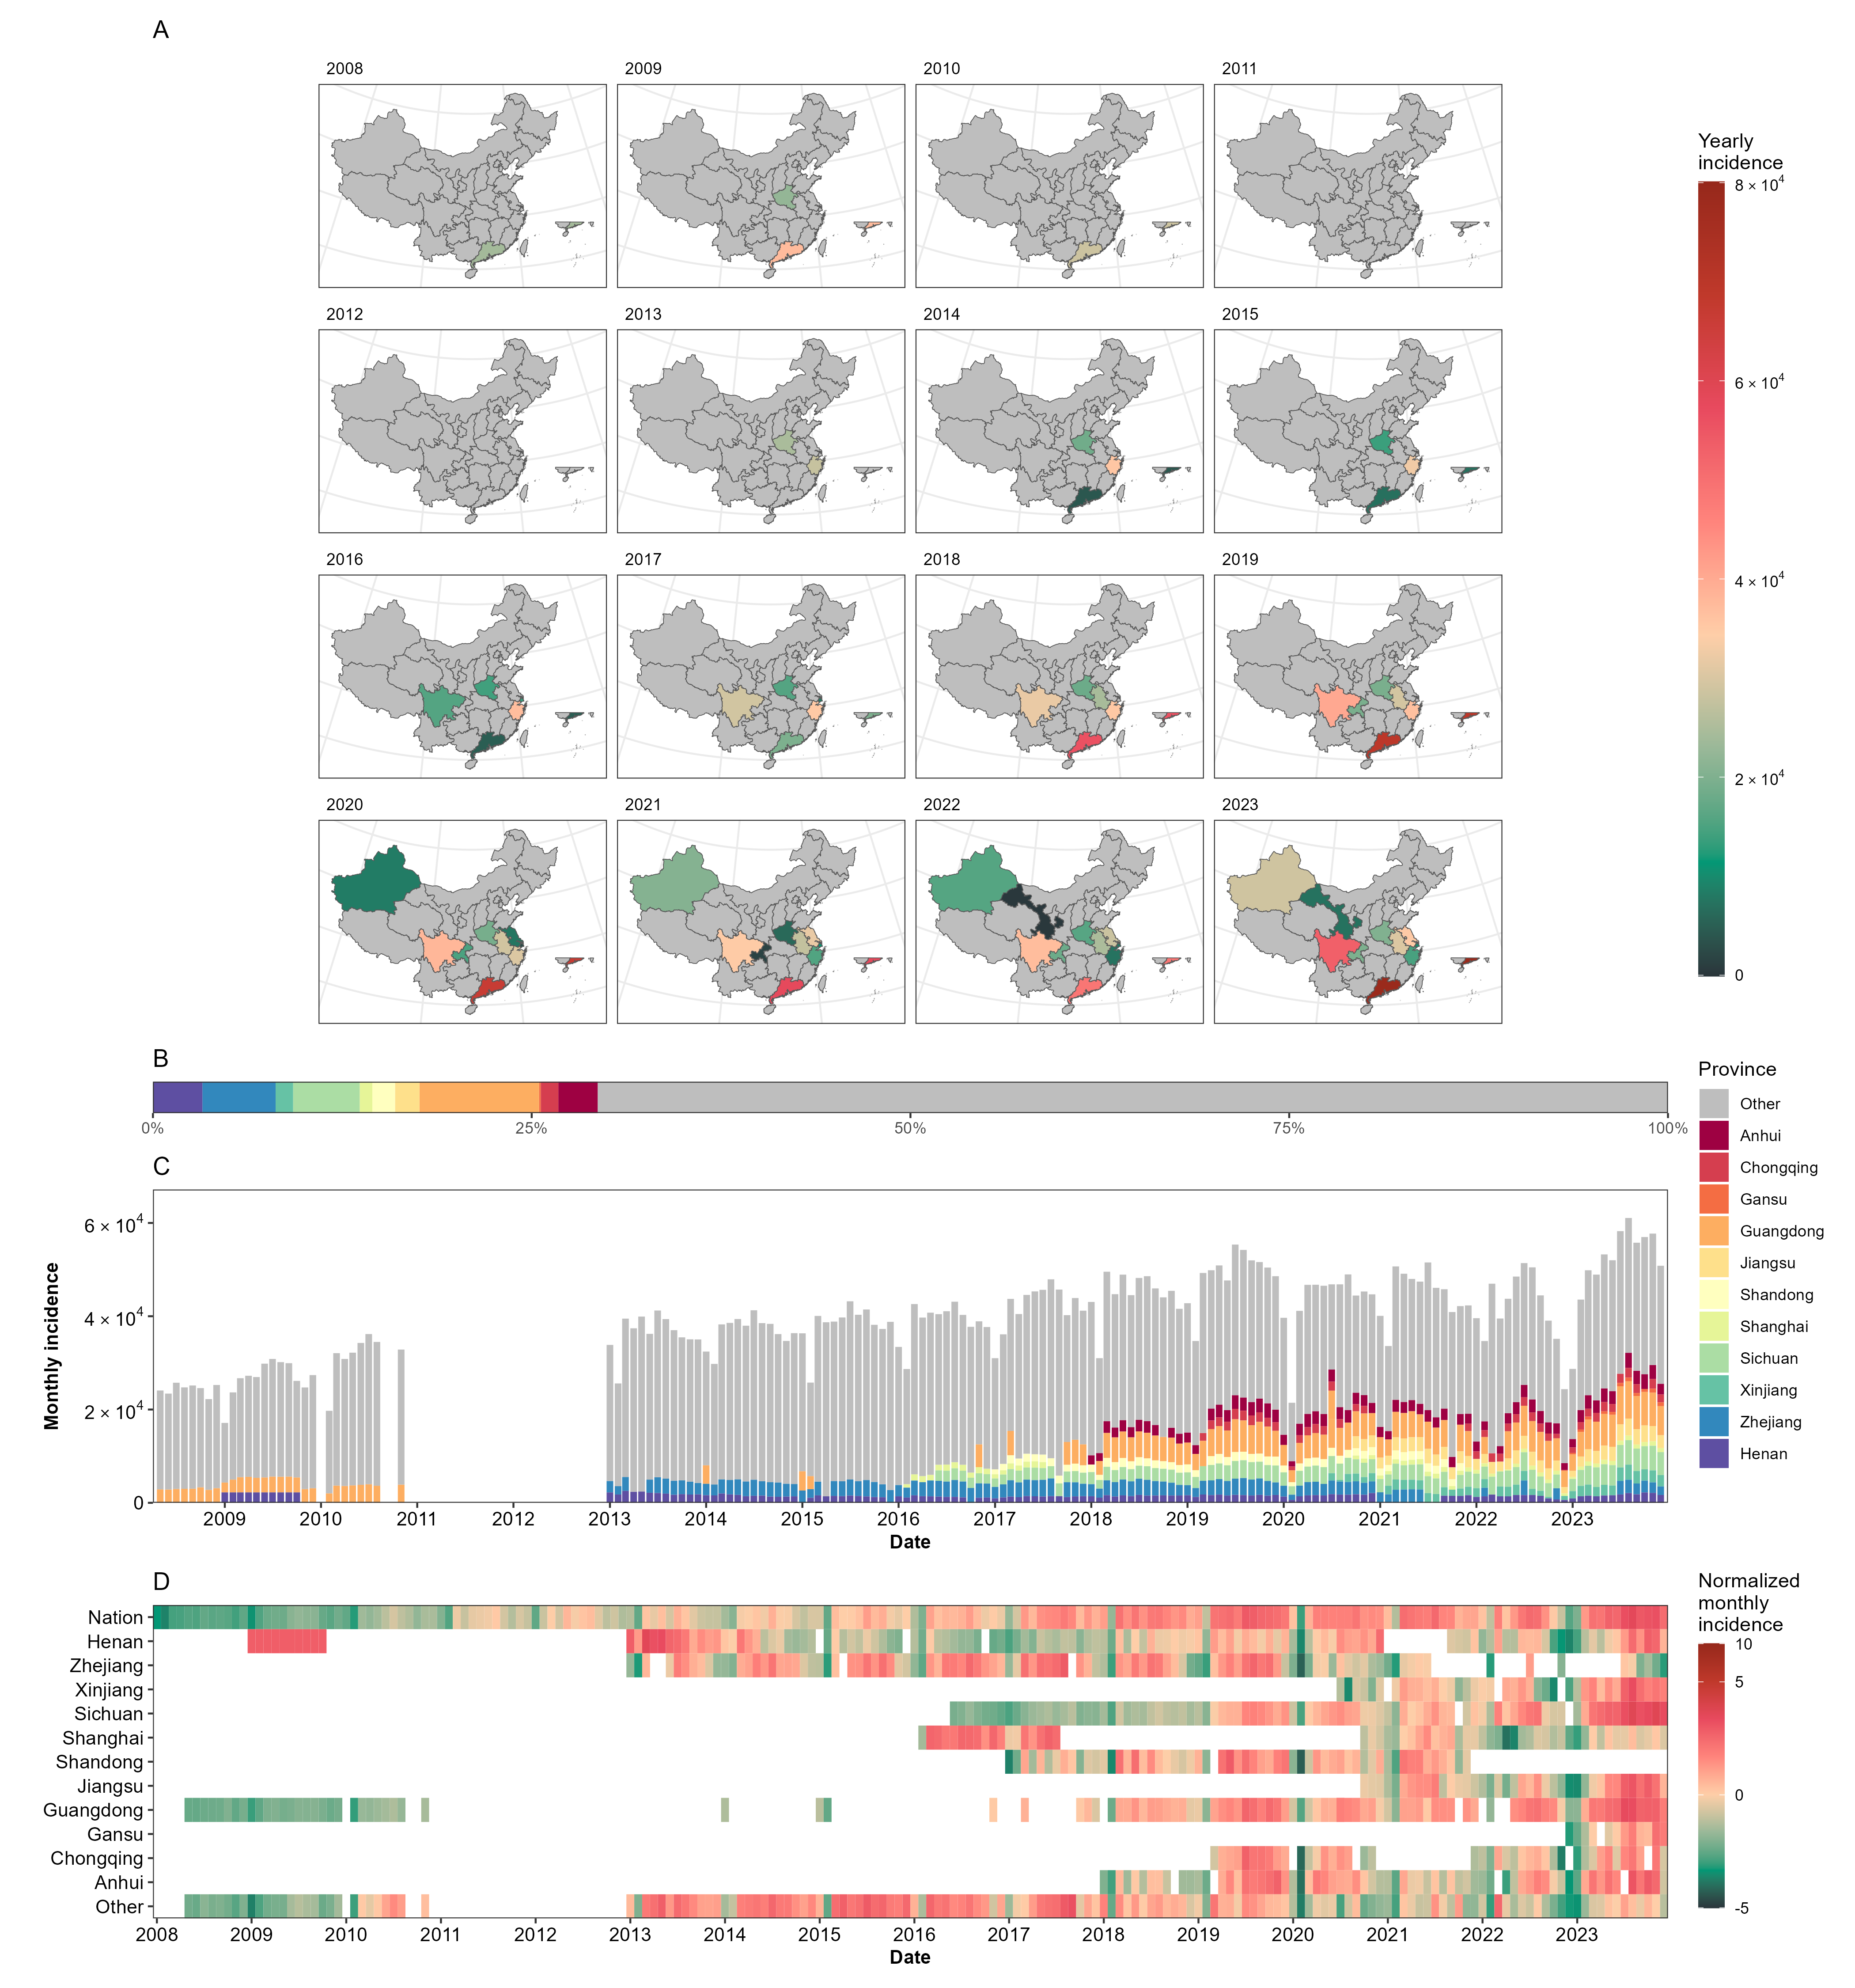 A
2008
2009
2010
2011
2012
2013
2014
2015
2016
2017
2018
2019
2020
2021
2022
2023
Yearly
incidence
8 × 10⁴
6 × 10⁴
4 × 10⁴
2 × 10⁴
0
B
0%
25%
50%
75%
100%
Province
Other
Anhui
Chongqing
Gansu
Guangdong
Jiangsu
Shandong
Shanghai
Sichuan
Xinjiang
Zhejiang
Henan
C
Monthly incidence
6 × 10⁴
4 × 10⁴
2 × 10⁴
0
2009 2010 2011 2012 2013 2014 2015 2016 2017 2018 2019 2020 2021 2022 2023
Date
D
Nation
Henan
Zhejiang
Xinjiang
Sichuan
Shanghai
Shandong
Jiangsu
Guangdong
Gansu
Chongqing
Anhui
Other
2008 2009 2010 2011 2012 2013 2014 2015 2016 2017 2018 2019 2020 2021 2022 2023
Date
Normalized
monthly
incidence
10
5
0
-5